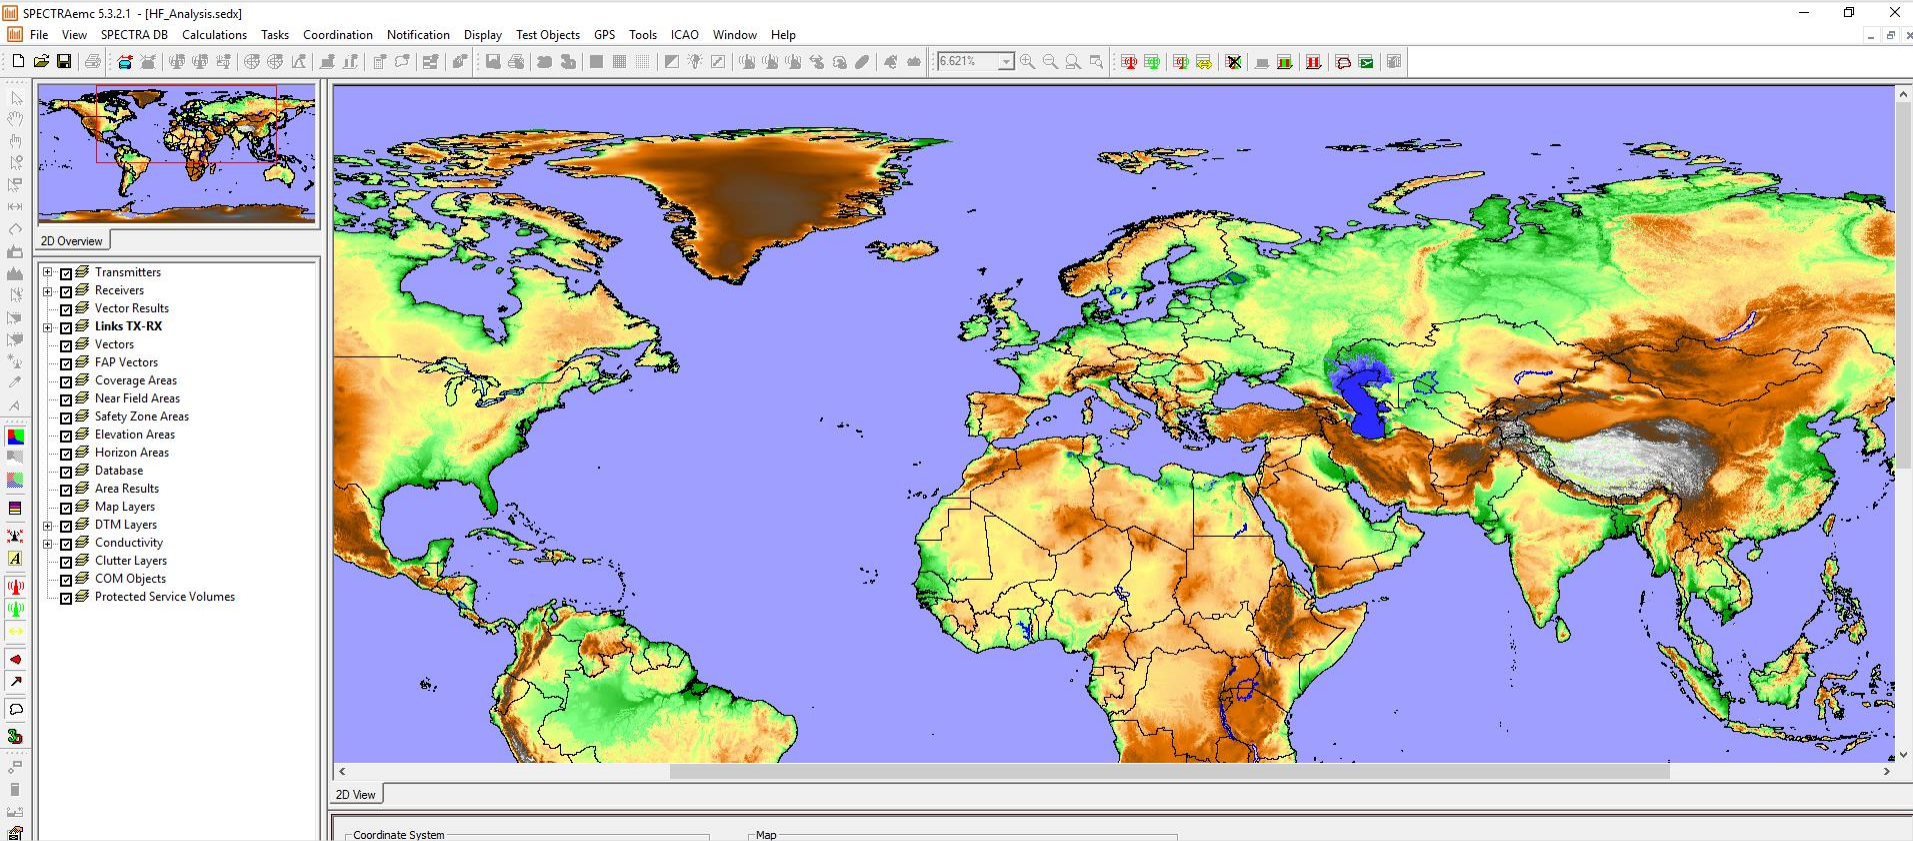 SPECTRAemc 5.3.2.1 - [HF_Analysis.sedx]
File View SPECTRA DB Calculations Tasks Coordination Notification Display Test Objects GPS Tools ICAO Window Help
6.621%
2D Overview
Transmitters
Receivers
Vector Results
Links TX-RX
Vectors
FAP Vectors
Coverage Areas
Near Field Areas
Safety Zone Areas
Elevation Areas
Horizon Areas
Database
Area Results
Map Layers
DTM Layers
Conductivity
Clutter Layers
COM Objects
Protected Service Volumes
2D View
Coordinate System Map